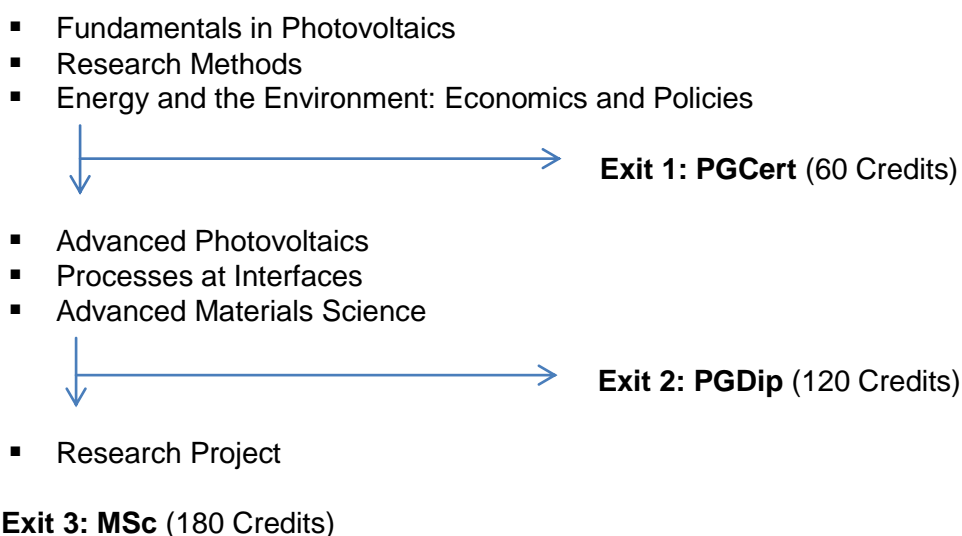 ▪ Fundamentals in Photovoltaics
▪ Research Methods
▪ Energy and the Environment: Economics and Policies
Exit 1: PGCert (60 Credits)
▪ Advanced Photovoltaics
▪ Processes at Interfaces
▪ Advanced Materials Science
Exit 2: PGDip (120 Credits)
▪ Research Project
Exit 3: MSc (180 Credits)